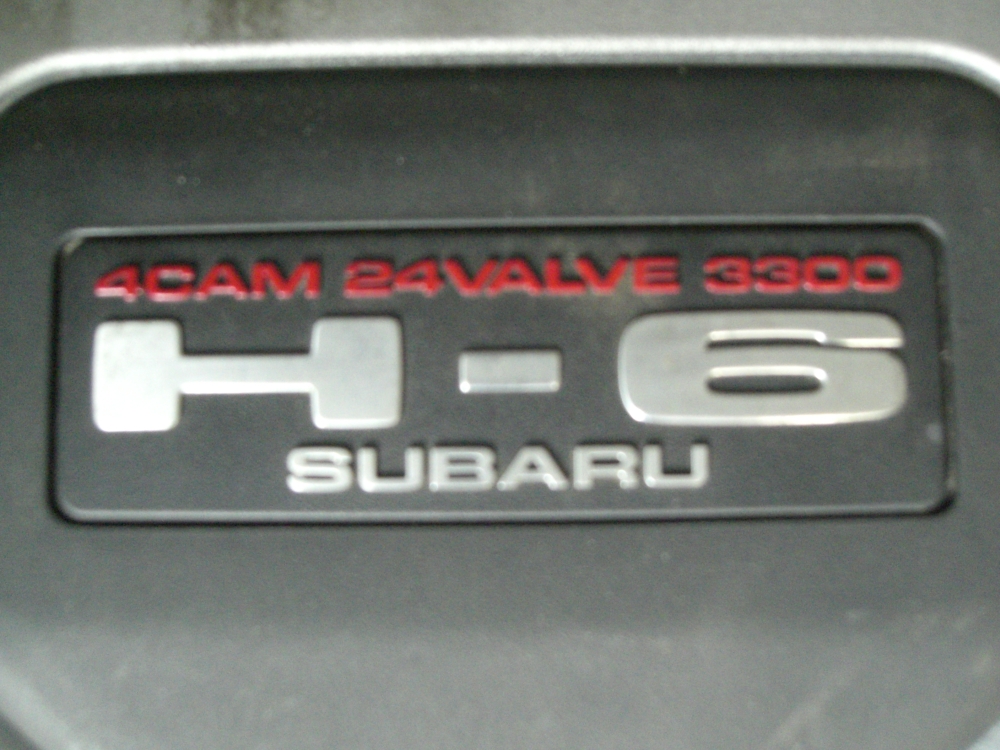 4CAM 24VALVE 3300
H-6
SUBARU